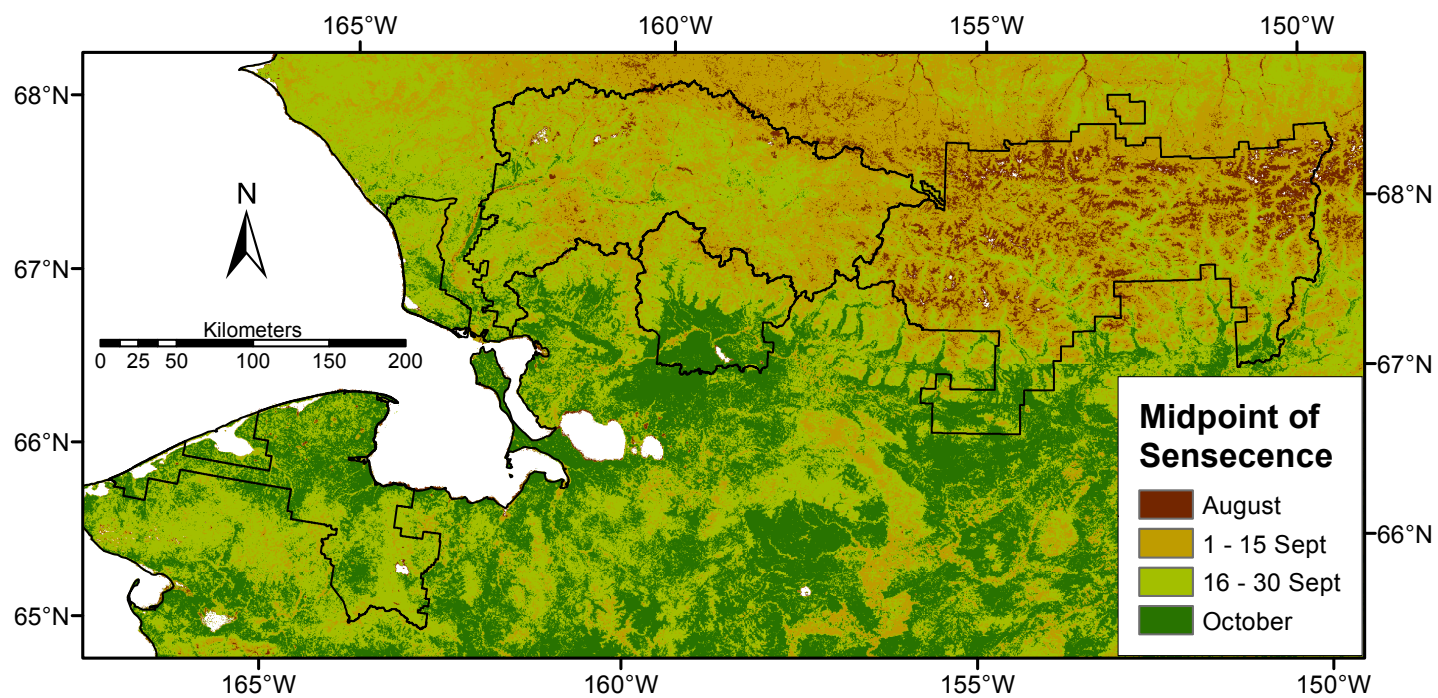 165°W 160°W 155°W 150°W
68°N
68°N
N
67°N
Kilometers
0 25 50 100 150 200
67°N
66°N
Midpoint of
Sensecence
August
1 - 15 Sept
66°N
16 - 30 Sept
65°N
October
165°W 160°W 155°W 150°W